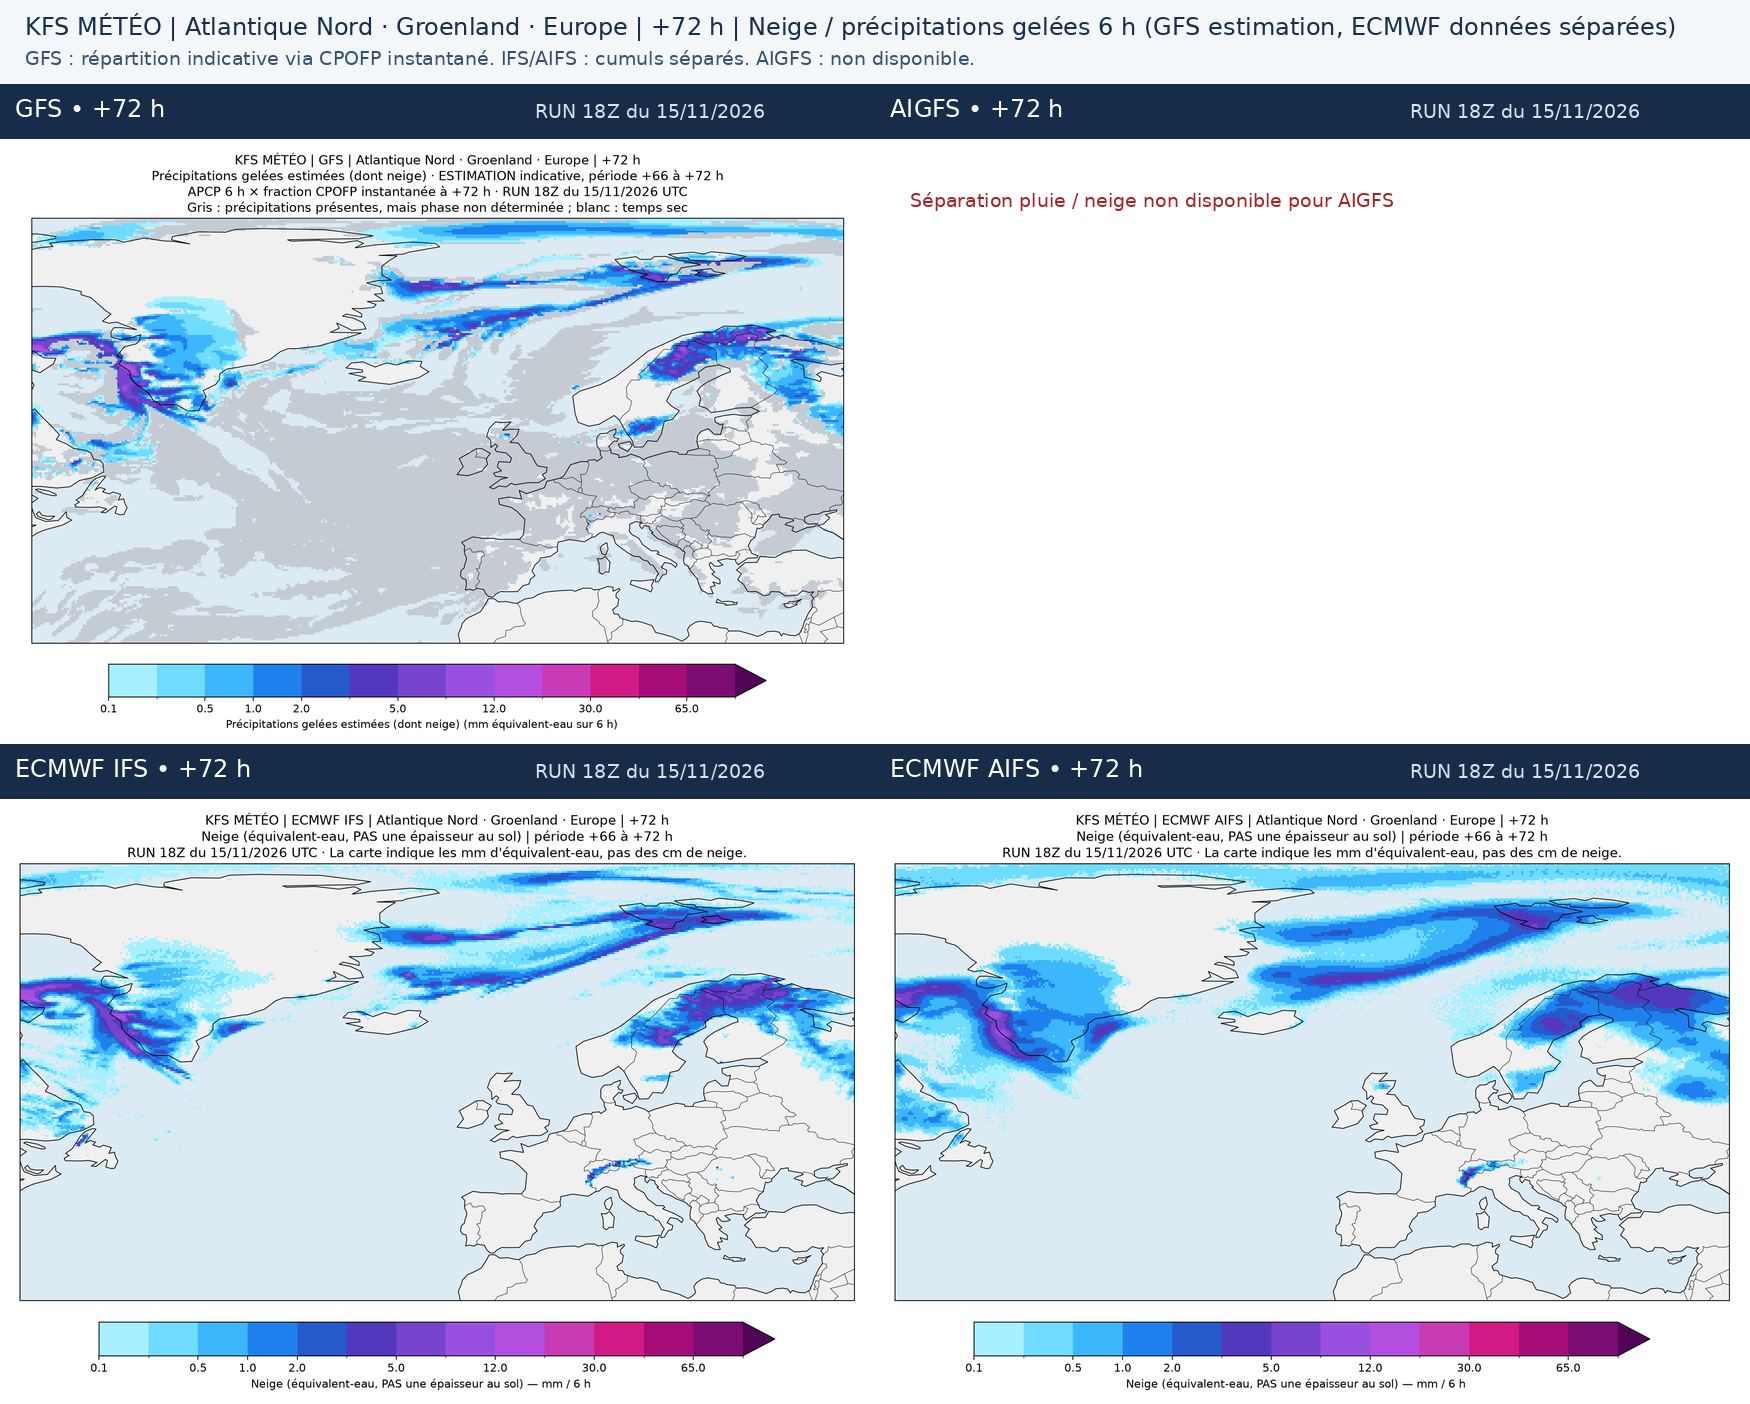 KFS MÉTÉO | Atlantique Nord · Groenland · Europe | +72 h | Neige / précipitations gelées 6 h (GFS estimation, ECMWF données séparées)
GFS : répartition indicative via CPOFP instantané. IFS/AIFS : cumuls séparés. AIGFS : non disponible.
GFS • +72 h
RUN 18Z du 15/11/2026
AIGFS • +72 h
RUN 18Z du 15/11/2026
KFS MÉTÉO | GFS | Atlantique Nord · Groenland · Europe | +72 h
Précipitations gelées estimées (dont neige) · ESTIMATION indicative, période +66 à +72 h
APCP 6 h × fraction CPOFP instantanée à +72 h · RUN 18Z du 15/11/2026 UTC
Gris : précipitations présentes, mais phase non déterminée ; blanc : temps sec
Séparation pluie / neige non disponible pour AIGFS
0.1 0.5 1.0 2.0 5.0 12.0 30.0 65.0
Précipitations gelées estimées (dont neige) (mm équivalent-eau sur 6 h)
ECMWF IFS • +72 h
RUN 18Z du 15/11/2026
ECMWF AIFS • +72 h
RUN 18Z du 15/11/2026
KFS MÉTÉO | ECMWF IFS | Atlantique Nord · Groenland · Europe | +72 h
Neige (équivalent-eau, PAS une épaisseur au sol) | période +66 à +72 h
RUN 18Z du 15/11/2026 UTC · La carte indique les mm d'équivalent-eau, pas des cm de neige.
KFS MÉTÉO | ECMWF AIFS | Atlantique Nord · Groenland · Europe | +72 h
Neige (équivalent-eau, PAS une épaisseur au sol) | période +66 à +72 h
RUN 18Z du 15/11/2026 UTC · La carte indique les mm d'équivalent-eau, pas des cm de neige.
0.1 0.5 1.0 2.0 5.0 12.0 30.0 65.0
Neige (équivalent-eau, PAS une épaisseur au sol) — mm / 6 h
0.1 0.5 1.0 2.0 5.0 12.0 30.0 65.0
Neige (équivalent-eau, PAS une épaisseur au sol) — mm / 6 h